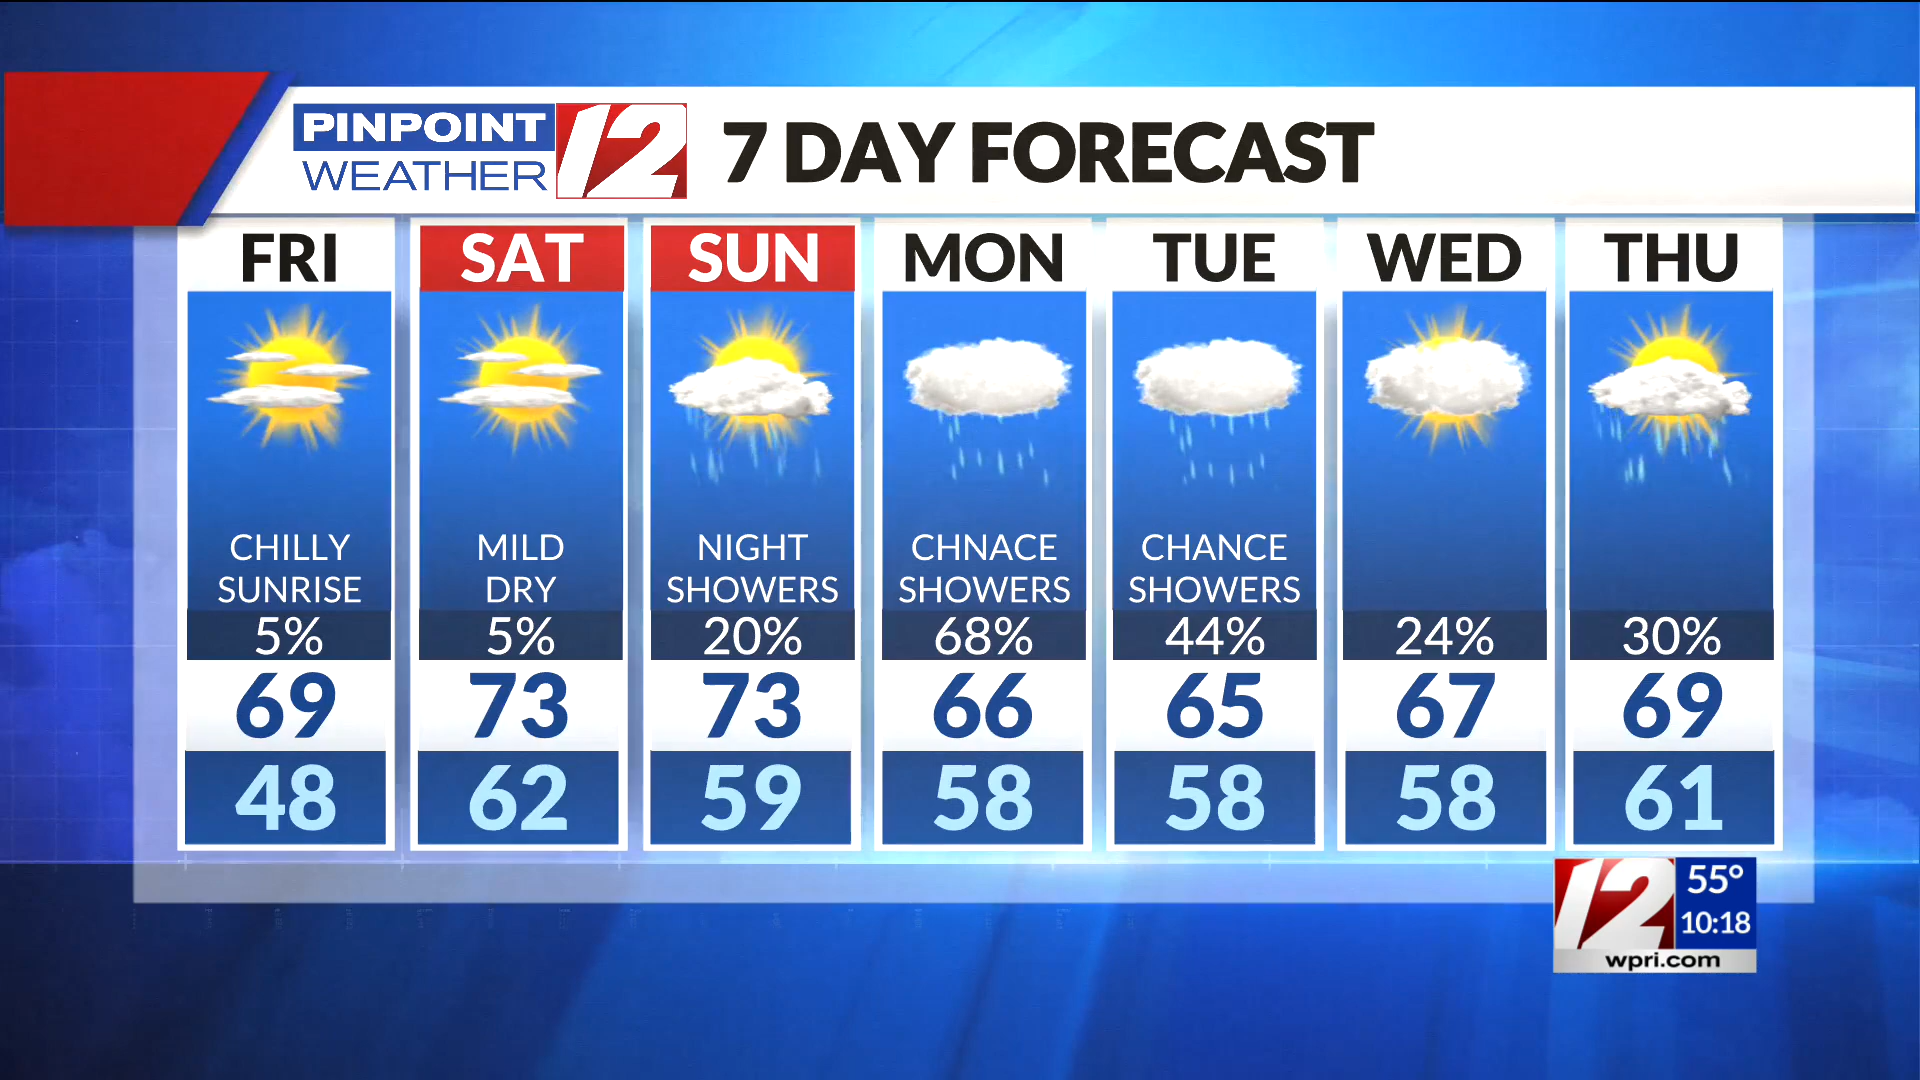 PINPOINT
WEATHER 12
7 DAY FORECAST
FRI SAT SUN MON TUE WED THU
CHILLY MILD NIGHT CHNACE CHANCE
SUNRISE DRY SHOWERS SHOWERS SHOWERS
5% 5% 20% 68% 44% 24% 30%
69 73 73 66 65 67 69
48 62 59 58 58 58 61
12 55°
10:18
wpri.com